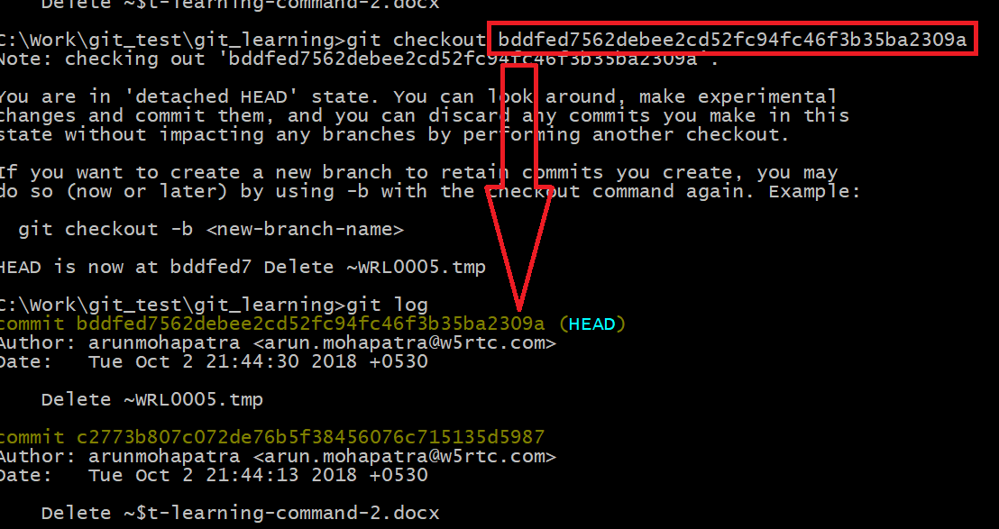 Delete ~$t-learning-command-2.docx
C:\Work\git_test\git_learning>git checkout bddfed7562debee2cd52fc94fc46f3b35ba2309a
Note: checking out 'bddfed7562debee2cd52fc94fc46f3b35ba2309a'.
You are in 'detached HEAD' state. You can look around, make experimental
changes and commit them, and you can discard any commits you make in this
state without impacting any branches by performing another checkout.
If you want to create a new branch to retain commits you create, you may
do so (now or later) by using -b with the checkout command again. Example:
git checkout -b <new-branch-name>
HEAD is now at bddfed7 Delete ~WRL0005.tmp
C:\Work\git_test\git_learning>git log
commit bddfed7562debee2cd52fc94fc46f3b35ba2309a (HEAD)
Author: arunmohapatra <arun.mohapatra@w5rtc.com>
Date:   Tue Oct 2 21:44:30 2018 +0530
Delete ~WRL0005.tmp
commit c2773b807c072de76b5f38456076c715135d5987
Author: arunmohapatra <arun.mohapatra@w5rtc.com>
Date:   Tue Oct 2 21:44:13 2018 +0530
Delete ~$t-learning-command-2.docx